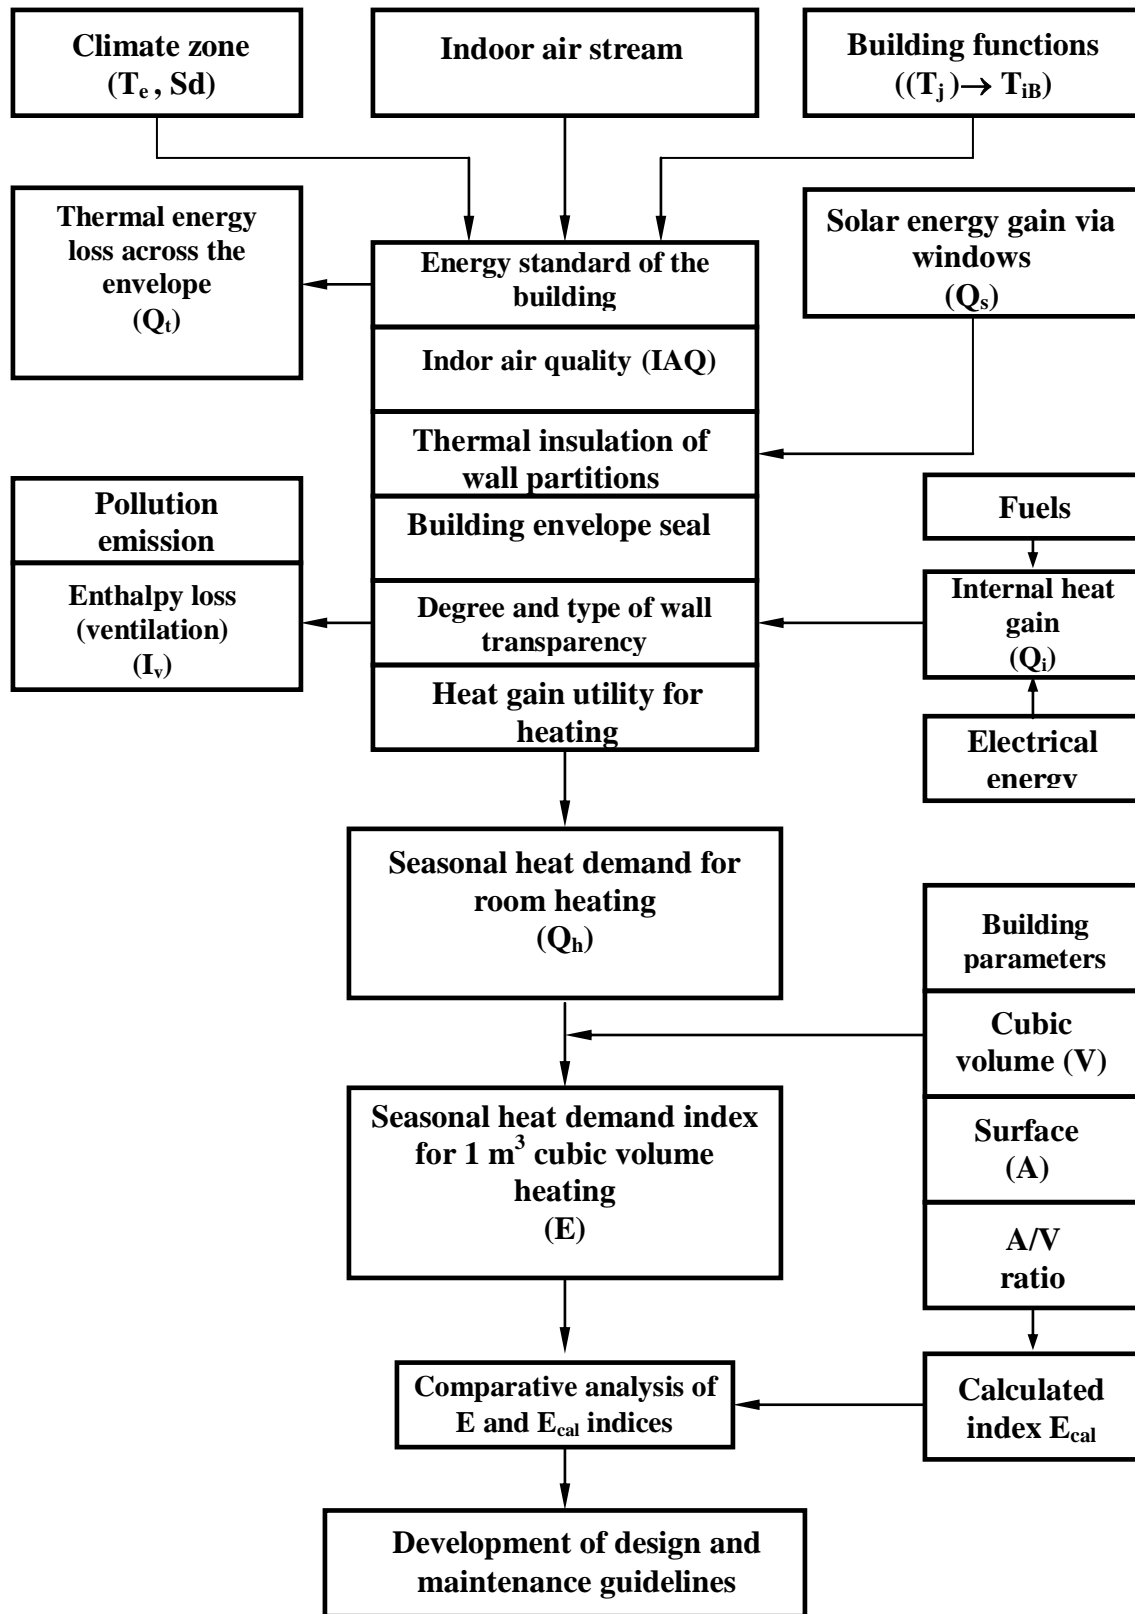 Climate zone
(Te , Sd)
Indoor air stream
Building functions
((Tj )→ TiB)
Thermal energy
loss across the
envelope
(Qt)
Energy standard of the
building
Solar energy gain via
windows
(Qs)
Indor air quality (IAQ)
Thermal insulation of
wall partitions
Building envelope seal
Pollution
emission
Fuels
Enthalpy loss
(ventilation)
(Iv)
Degree and type of wall
transparency
Internal heat
gain
(Qi)
Heat gain utility for
heating
Electrical
energy
Seasonal heat demand for
room heating
(Qh)
Building
parameters
Cubic
volume (V)
Seasonal heat demand index
for 1 m³ cubic volume
heating
(E)
Surface
(A)
A/V
ratio
Comparative analysis of
E and Ecal indices
Calculated
index Ecal
Development of design and
maintenance guidelines